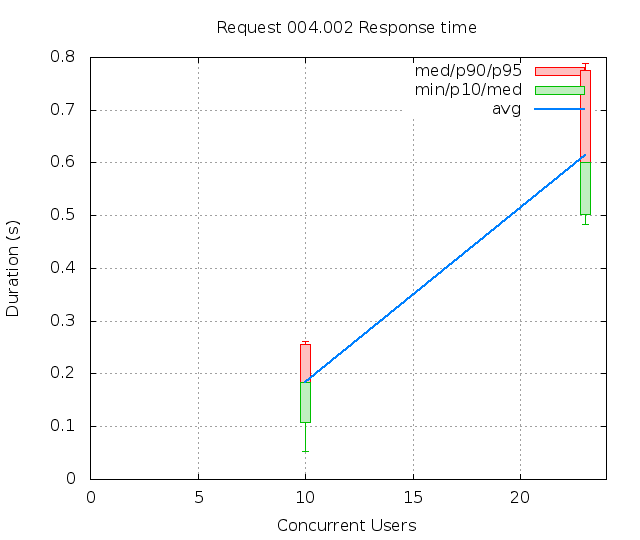 Request 004.002 Response time
med/p90/p95
min/p10/med
avg
Duration (s)
0.8
0.7
0.6
0.5
0.4
0.3
0.2
0.1
0
0 5 10 15 20
Concurrent Users